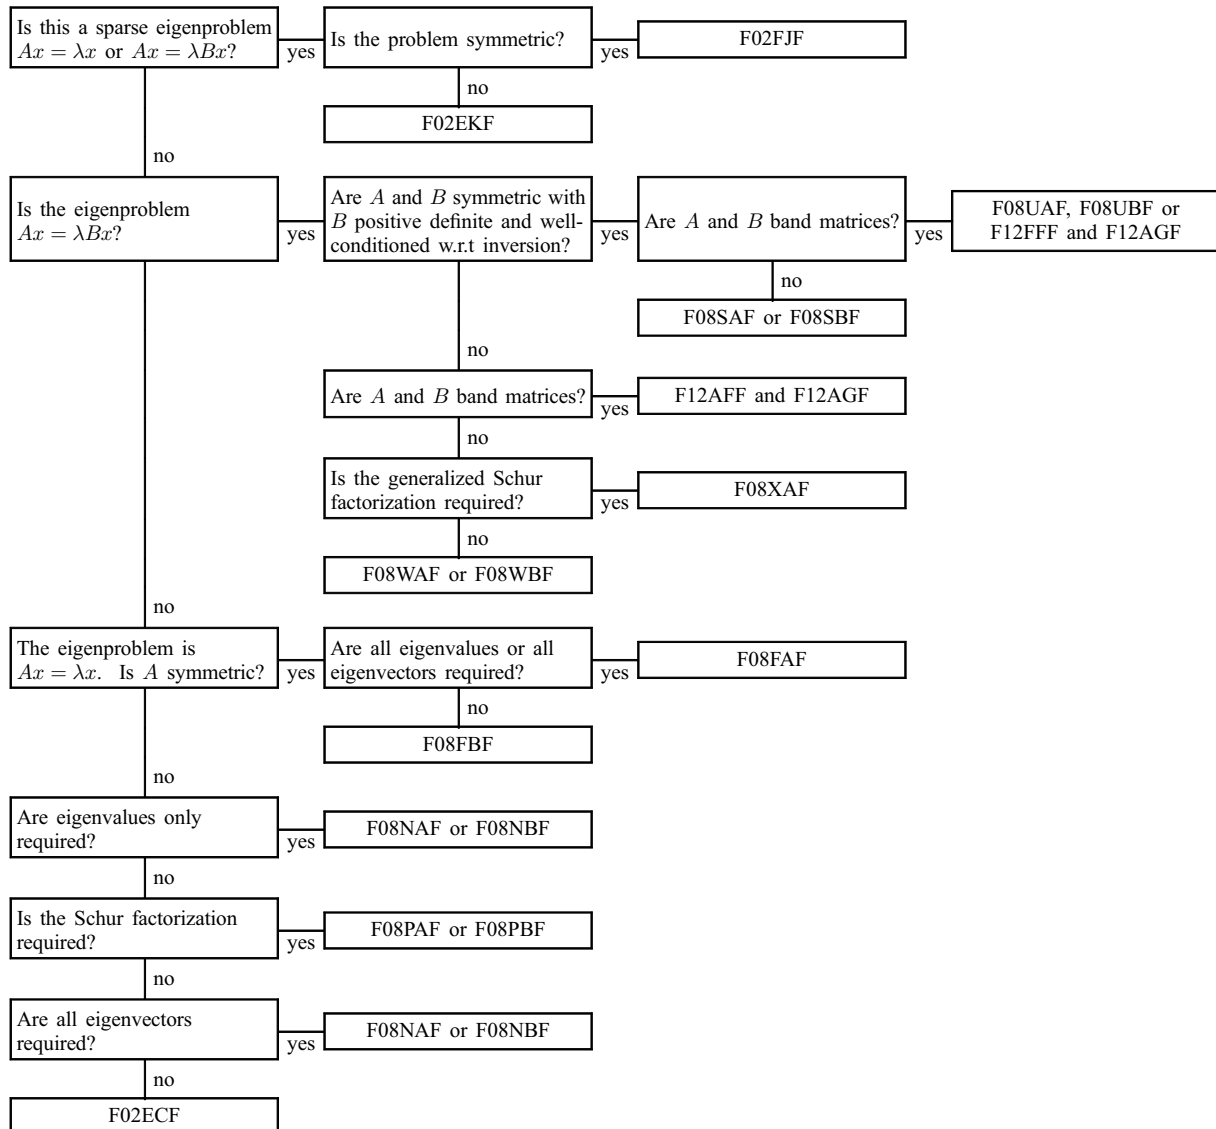 Is this a sparse eigenproblem
Ax = λx or Ax = λBx?
yes
Is the problem symmetric?
yes
F02FJF
no
F02EKF
no
Is the eigenproblem
Ax = λBx?
yes
Are A and B symmetric with
B positive definite and well-
conditioned w.r.t inversion?
yes
Are A and B band matrices?
yes
F08UAF, F08UBF or
F12FFF and F12AGF
no
F08SAF or F08SBF
no
Are A and B band matrices?
yes
F12AFF and F12AGF
no
Is the generalized Schur
factorization required?
yes
F08XAF
no
F08WAF or F08WBF
no
The eigenproblem is
Ax = λx. Is A symmetric?
yes
Are all eigenvalues or all
eigenvectors required?
yes
F08FAF
no
F08FBF
no
Are eigenvalues only
required?
yes
F08NAF or F08NBF
no
Is the Schur factorization
required?
yes
F08PAF or F08PBF
no
Are all eigenvectors
required?
yes
F08NAF or F08NBF
no
F02ECF